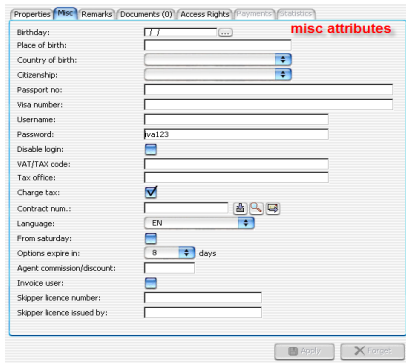 Properties Misc Remarks Documents (0) Access Rights Payments Statistics
misc attributes
Birthday: / / ...
Place of birth:
Country of birth:
Citizenship:
Passport no:
Visa number:
Username:
Password: iva123
Disable login:
VAT/TAX code:
Tax office:
Charge tax:
Contract num.:
Language: EN
From saturday:
Options expire in: 8 days
Agent commission/discount:
Invoice user:
Skipper licence number:
Skipper licence issued by:
Apply Forget